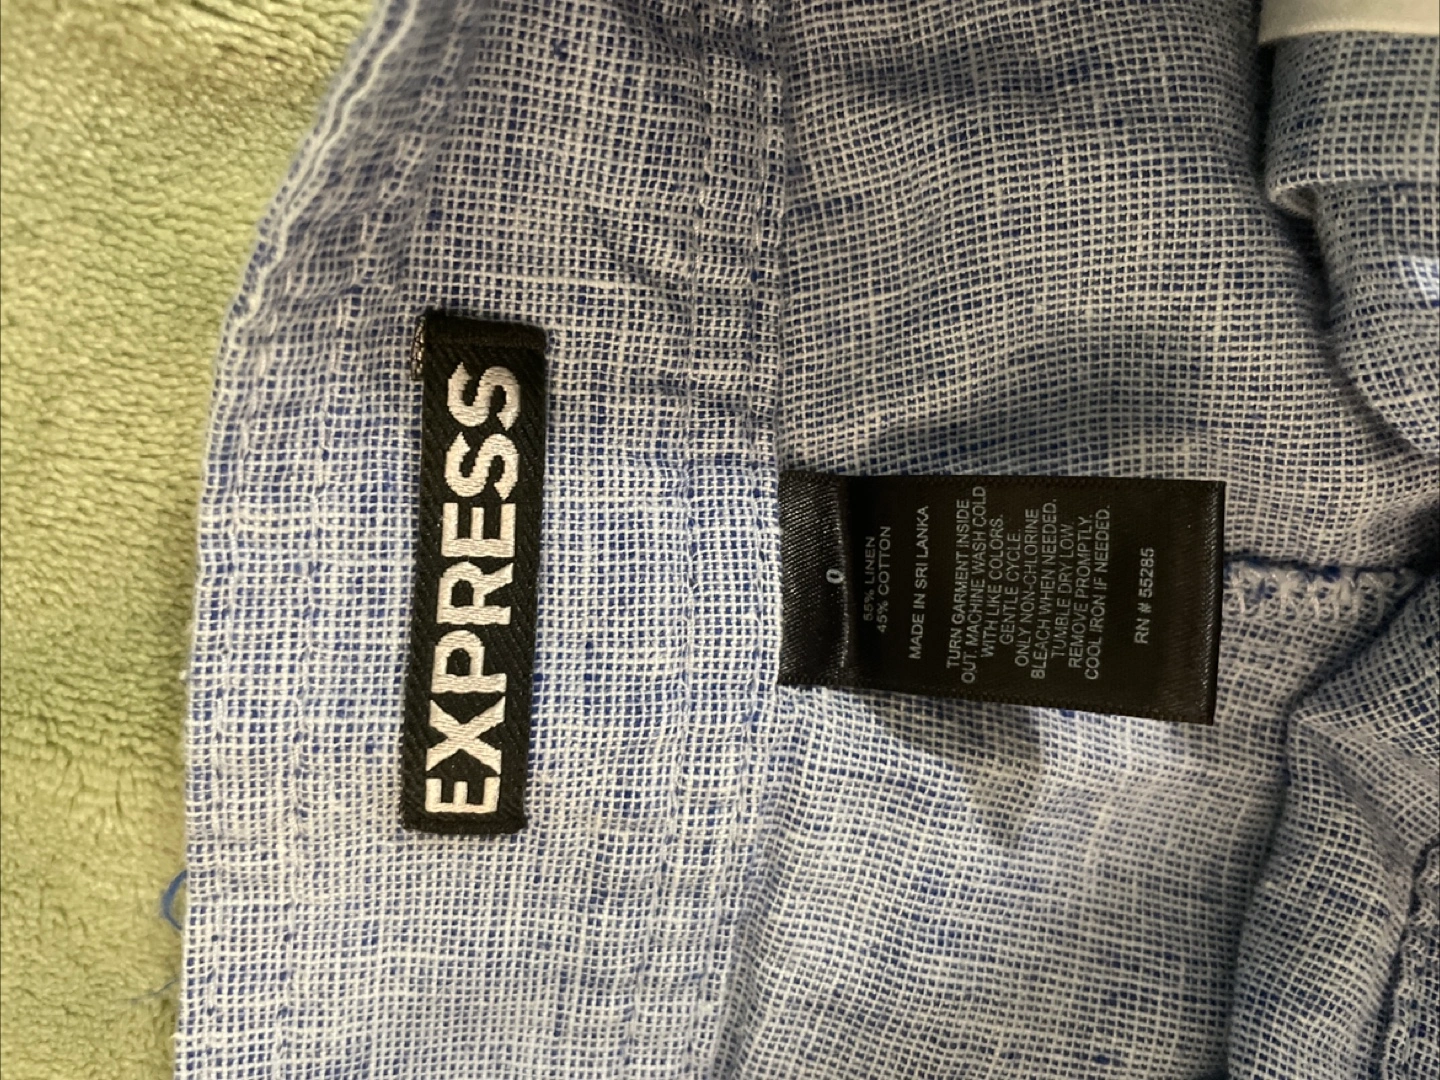 EXPRESS
0
55% LINEN
45% COTTON
MADE IN SRI LANKA
TURN GARMENT INSIDE
OUT. MACHINE WASH COLD
WITH LIKE COLORS.
GENTLE CYCLE.
ONLY NON-CHLORINE
BLEACH WHEN NEEDED.
TUMBLE DRY LOW.
REMOVE PROMPTLY.
COOL IRON IF NEEDED.
RN # 55285